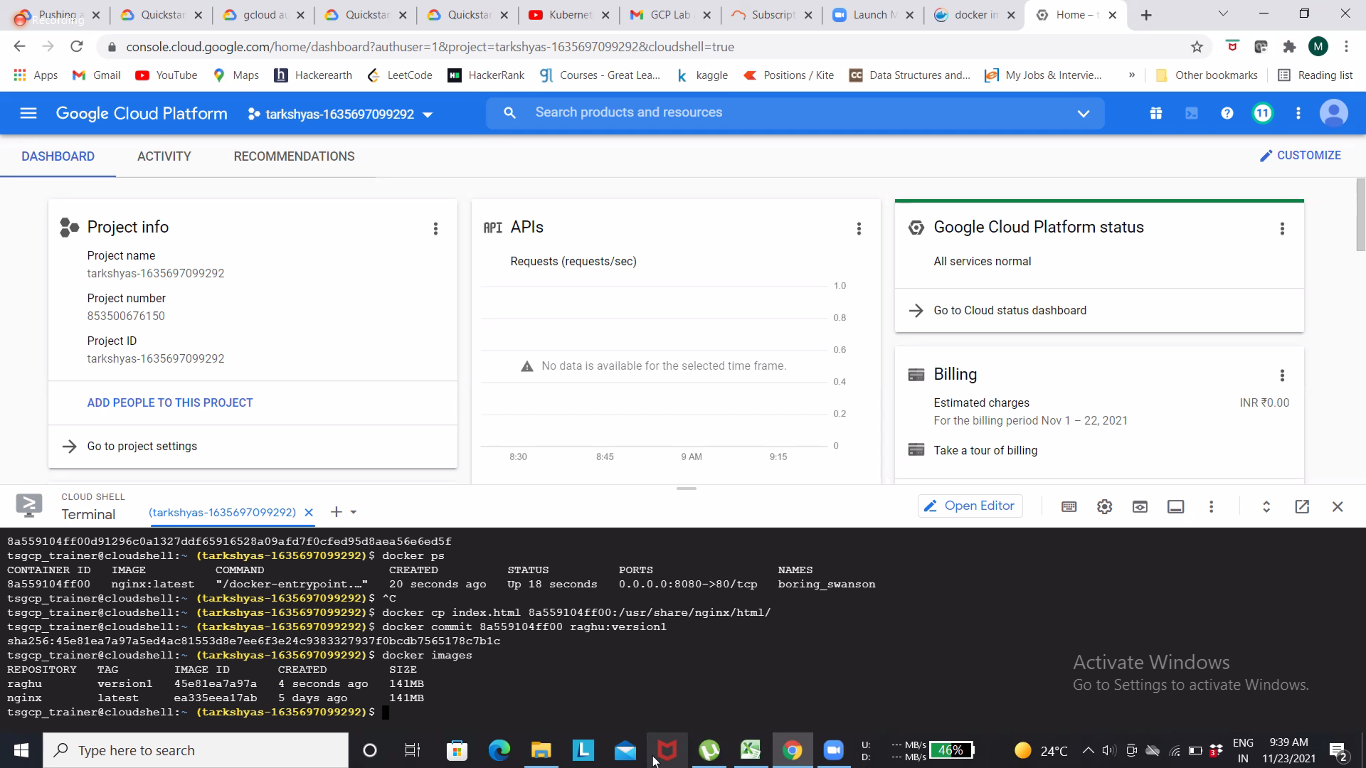 Pushing
Quickstar
gcloud au
Quickstar
Quickstar
Kubernet
GCP Lab
Subscript
Launch M
docker in
Home –
Recording
console.cloud.google.com/home/dashboard?authuser=1&project=tarkshyas-1635697099292&cloudshell=true
M
Apps
Gmail
YouTube
Maps
Hackerearth
LeetCode
HackerRank
Courses - Great Lea...
kaggle
Positions / Kite
Data Structures and...
My Jobs & Intervie...
»
Other bookmarks
Reading list
Google Cloud Platform
tarkshyas-1635697099292
Search products and resources
11
DASHBOARD
ACTIVITY
RECOMMENDATIONS
CUSTOMIZE
Project info
Project name
tarkshyas-1635697099292
Project number
853500676150
Project ID
tarkshyas-1635697099292
ADD PEOPLE TO THIS PROJECT
Go to project settings
API APIs
Requests (requests/sec)
1.0
0.8
0.6
No data is available for the selected time frame.
0.4
0.2
0
8:30
8:45
9 AM
9:15
Google Cloud Platform status
All services normal
Go to Cloud status dashboard
Billing
Estimated charges
INR ₹0.00
For the billing period Nov 1 – 22, 2021
Take a tour of billing
CLOUD SHELL
Terminal
(tarkshyas-1635697099292)
Open Editor
8a559104ff00d91296c0a1327ddf65916528a09afd7f0cfed95d8aea56e6ed5f
tsgcp_trainer@cloudshell:~ (tarkshyas-1635697099292)$ docker ps
CONTAINER ID IMAGE COMMAND CREATED STATUS PORTS NAMES
8a559104ff00 nginx:latest "/docker-entrypoint.…" 20 seconds ago Up 18 seconds 0.0.0.0:8080->80/tcp boring_swanson
tsgcp_trainer@cloudshell:~ (tarkshyas-1635697099292)$ ^C
tsgcp_trainer@cloudshell:~ (tarkshyas-1635697099292)$ docker cp index.html 8a559104ff00:/usr/share/nginx/html/
tsgcp_trainer@cloudshell:~ (tarkshyas-1635697099292)$ docker commit 8a559104ff00 raghu:version1
sha256:45e81ea7a97a5ed4ac81553d8e7ee6f3e24c9383327937f0bcdb7565178c7b1c
tsgcp_trainer@cloudshell:~ (tarkshyas-1635697099292)$ docker images
REPOSITORY TAG IMAGE ID CREATED SIZE
raghu version1 45e81ea7a97a 4 seconds ago 141MB
nginx latest ea335eea17ab 5 days ago 141MB
tsgcp_trainer@cloudshell:~ (tarkshyas-1635697099292)$
Activate Windows
Go to Settings to activate Windows.
Type here to search
U: --- MB/s
D: --- MB/s
46%
24°C
ENG
IN
9:39 AM
11/23/2021
2